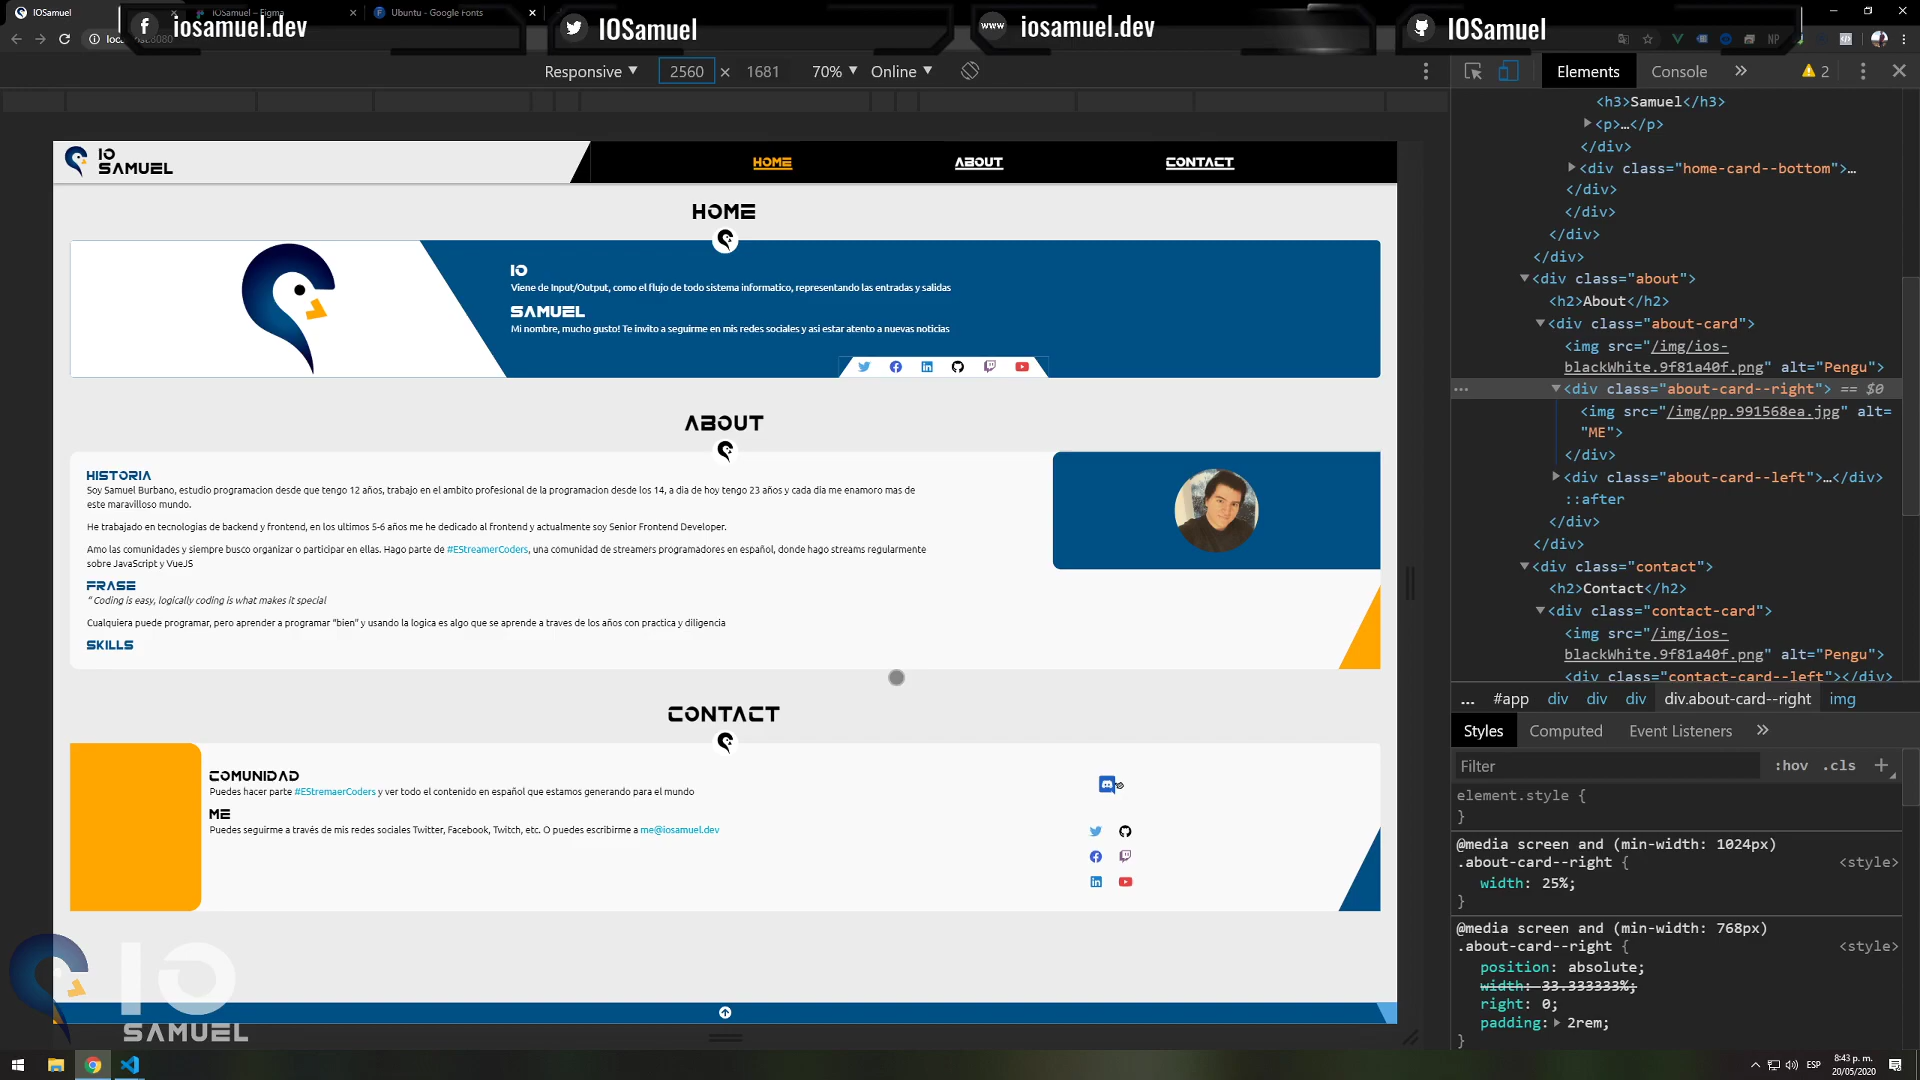 IOSamuel
IOSamuel – Figma
Ubuntu - Google Fonts
iosamuel.dev
IOSamuel
www
iosamuel.dev
IOSamuel
Responsive
2560
1681
70%
Online
Elements
Console
2
IO
SAMUEL
HOME
ABOUT
CONTACT
HOME
IO
Viene de Input/Output, como el flujo de todo sistema informatico, representando las entradas y salidas
SAMUEL
Mi nombre, mucho gusto! Te invito a seguirme en mis redes sociales y asi estar atento a nuevas noticias
ABOUT
HISTORIA
Soy Samuel Burbano, estudio programacion desde que tengo 12 años, trabajo en el ambito profesional de la programacion desde los 14, a dia de hoy tengo 23 años y cada dia me enamoro mas de
este maravilloso mundo.
He trabajado en tecnologias de backend y frontend, en los ultimos 5-6 años me he dedicado al frontend y actualmente soy Senior Frontend Developer.
Amo las comunidades y siempre busco organizar o participar en ellas. Hago parte de #EStreamerCoders, una comunidad de streamers programadores en español, donde hago streams regularmente
sobre JavaScript y VueJS
FRASE
“ Coding is easy, logically coding is what makes it special
Cualquiera puede programar, pero aprender a programar “bien” y usando la logica es algo que se aprende a traves de los años con practica y diligencia
SKILLS
CONTACT
COMUNIDAD
Puedes hacer parte #EStremaerCoders y ver todo el contenido en español que estamos generando para el mundo
ME
Puedes seguirme a través de mis redes sociales Twitter, Facebook, Twitch, etc. O puedes escribirme a me@iosamuel.dev
IO
SAMUEL
<h3>Samuel</h3>
<p>…</p>
</div>
<div class="home-card--bottom">…
</div>
</div>
</div>
</div>
<div class="about">
<h2>About</h2>
<div class="about-card">
<img src="/img/ios-
blackWhite.9f81a40f.png" alt="Pengu">
<div class="about-card--right"> == $0
<img src="/img/pp.991568ea.jpg" alt=
"ME">
</div>
<div class="about-card--left">…</div>
::after
</div>
</div>
<div class="contact">
<h2>Contact</h2>
<div class="contact-card">
<img src="/img/ios-
blackWhite.9f81a40f.png" alt="Pengu">
<div class="contact-card--left"></div>
... #app div div div div.about-card--right img
Styles Computed Event Listeners
Filter :hov .cls
element.style {
}
@media screen and (min-width: 1024px)
.about-card--right { <style>
width: 25%;
}
@media screen and (min-width: 768px)
.about-card--right { <style>
position: absolute;
width: 33.333333%;
right: 0;
padding: 2rem;
}
ESP
8:43 p. m.
20/05/2020